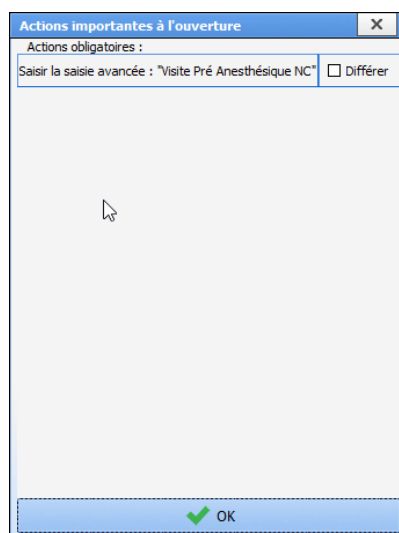 Actions importantes à l'ouverture
Actions obligatoires :
Saisir la saisie avancée : "Visite Pré Anesthésique NC" Différer
OK